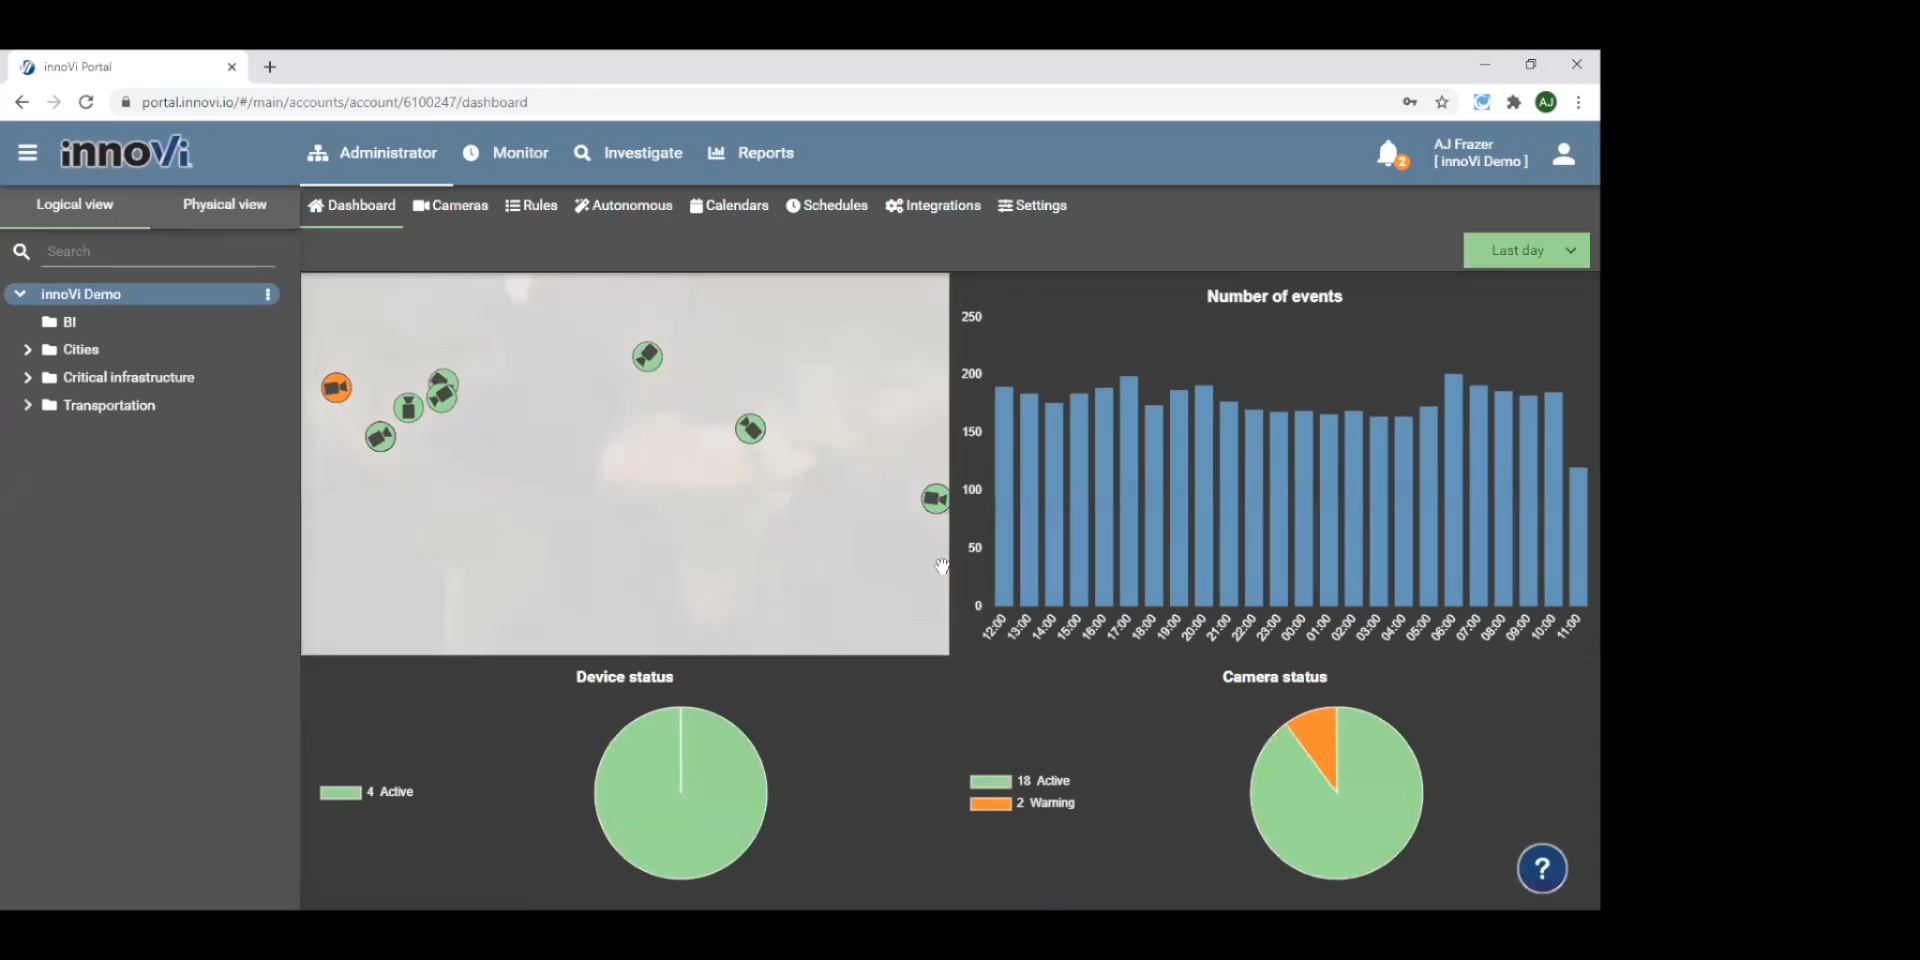 innoVi Portal
portal.innovi.io/#/main/accounts/account/6100247/dashboard
AJ
innoVi
Administrator Monitor Investigate Reports
2
AJ Frazer
[ innoVi Demo ]
Logical view Physical view
Dashboard Cameras Rules Autonomous Calendars Schedules Integrations Settings
Search
Last day
innoVi Demo
BI
Cities
Critical infrastructure
Transportation
Number of events
250
200
150
100
50
0
12:00 13:00 14:00 15:00 16:00 17:00 18:00 19:00 20:00 21:00 22:00 23:00 00:00 01:00 02:00 03:00 04:00 05:00 06:00 07:00 08:00 09:00 10:00 11:00
Device status
4 Active
Camera status
18 Active
2 Warning
?